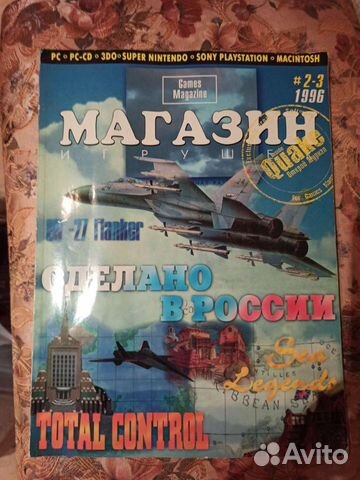 PC • PC-CD • 3DO • SUPER NINTENDO • SONY PLAYSTATION • MACINTOSH
Games
Magazine
# 2-3
1996
МАГАЗИН
ИГРУШЕК
Quake
Su-27 Flanker
СДЕЛАНО
В РОССИИ
Sea
Legends
TOTAL CONTROL
Avito